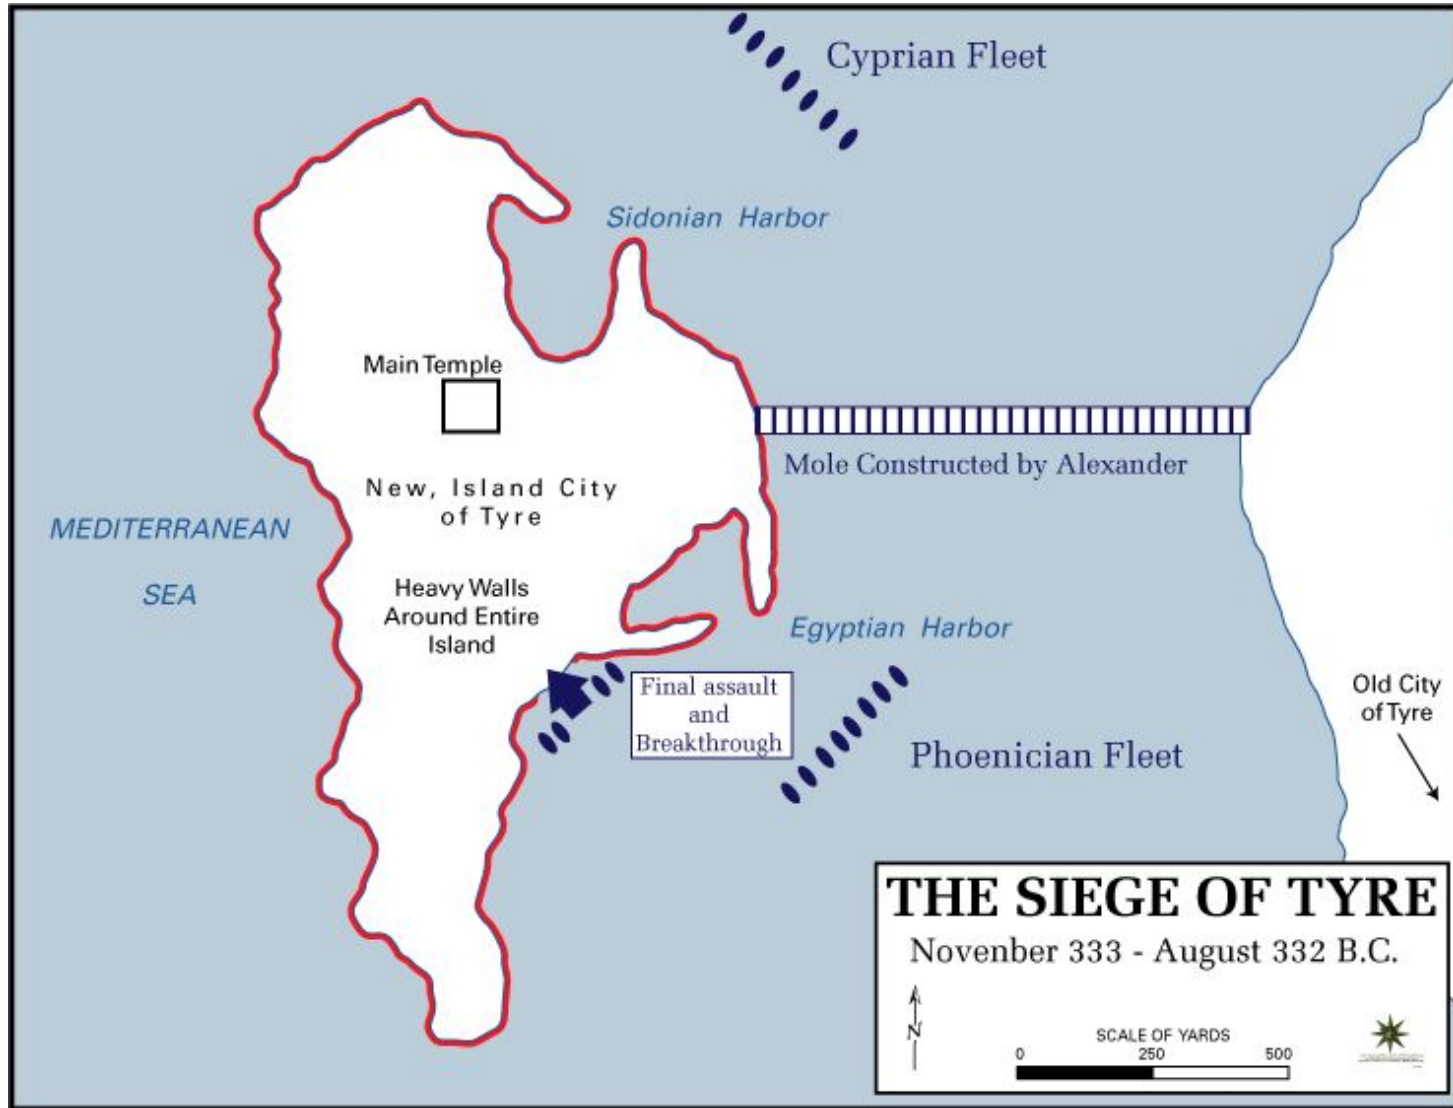 Cyprian Fleet
Sidonian Harbor
Main Temple
Mole Constructed by Alexander
New, Island City
of Tyre
MEDITERRANEAN
SEA
Heavy Walls
Around Entire
Island
Egyptian Harbor
Final assault
and
Breakthrough
Phoenician Fleet
Old City
of Tyre
THE SIEGE OF TYRE
Novenber 333 - August 332 B.C.
N
SCALE OF YARDS
0 250 500